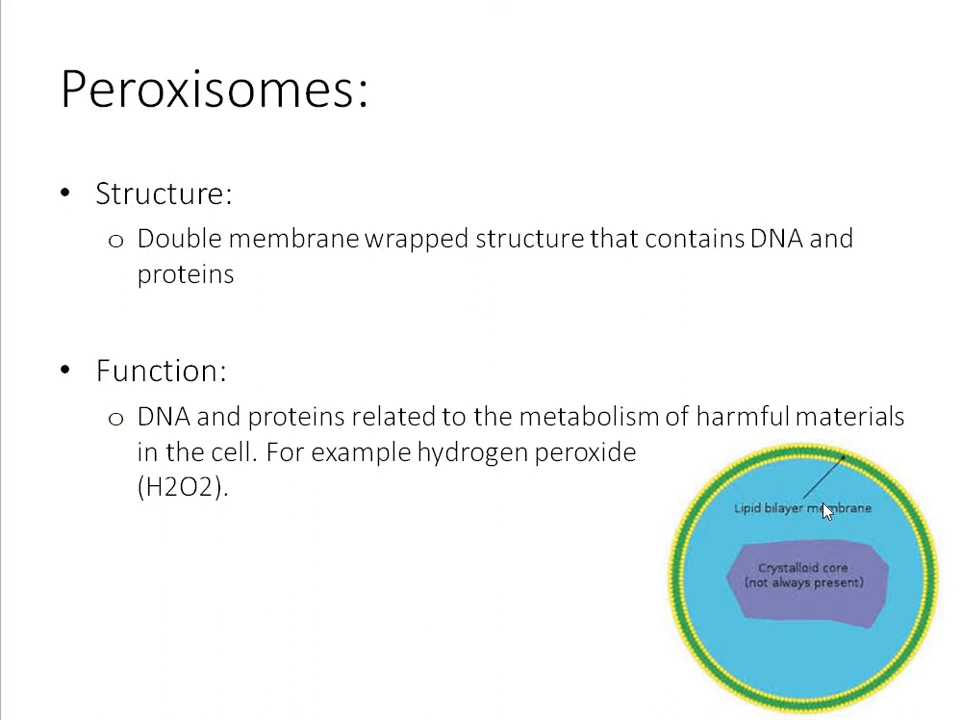 Peroxisomes:
• Structure:
o Double membrane wrapped structure that contains DNA and
proteins
• Function:
o DNA and proteins related to the metabolism of harmful materials
in the cell. For example hydrogen peroxide
(H2O2).
Lipid bilayer membrane
Crystalloid core
(not always present)